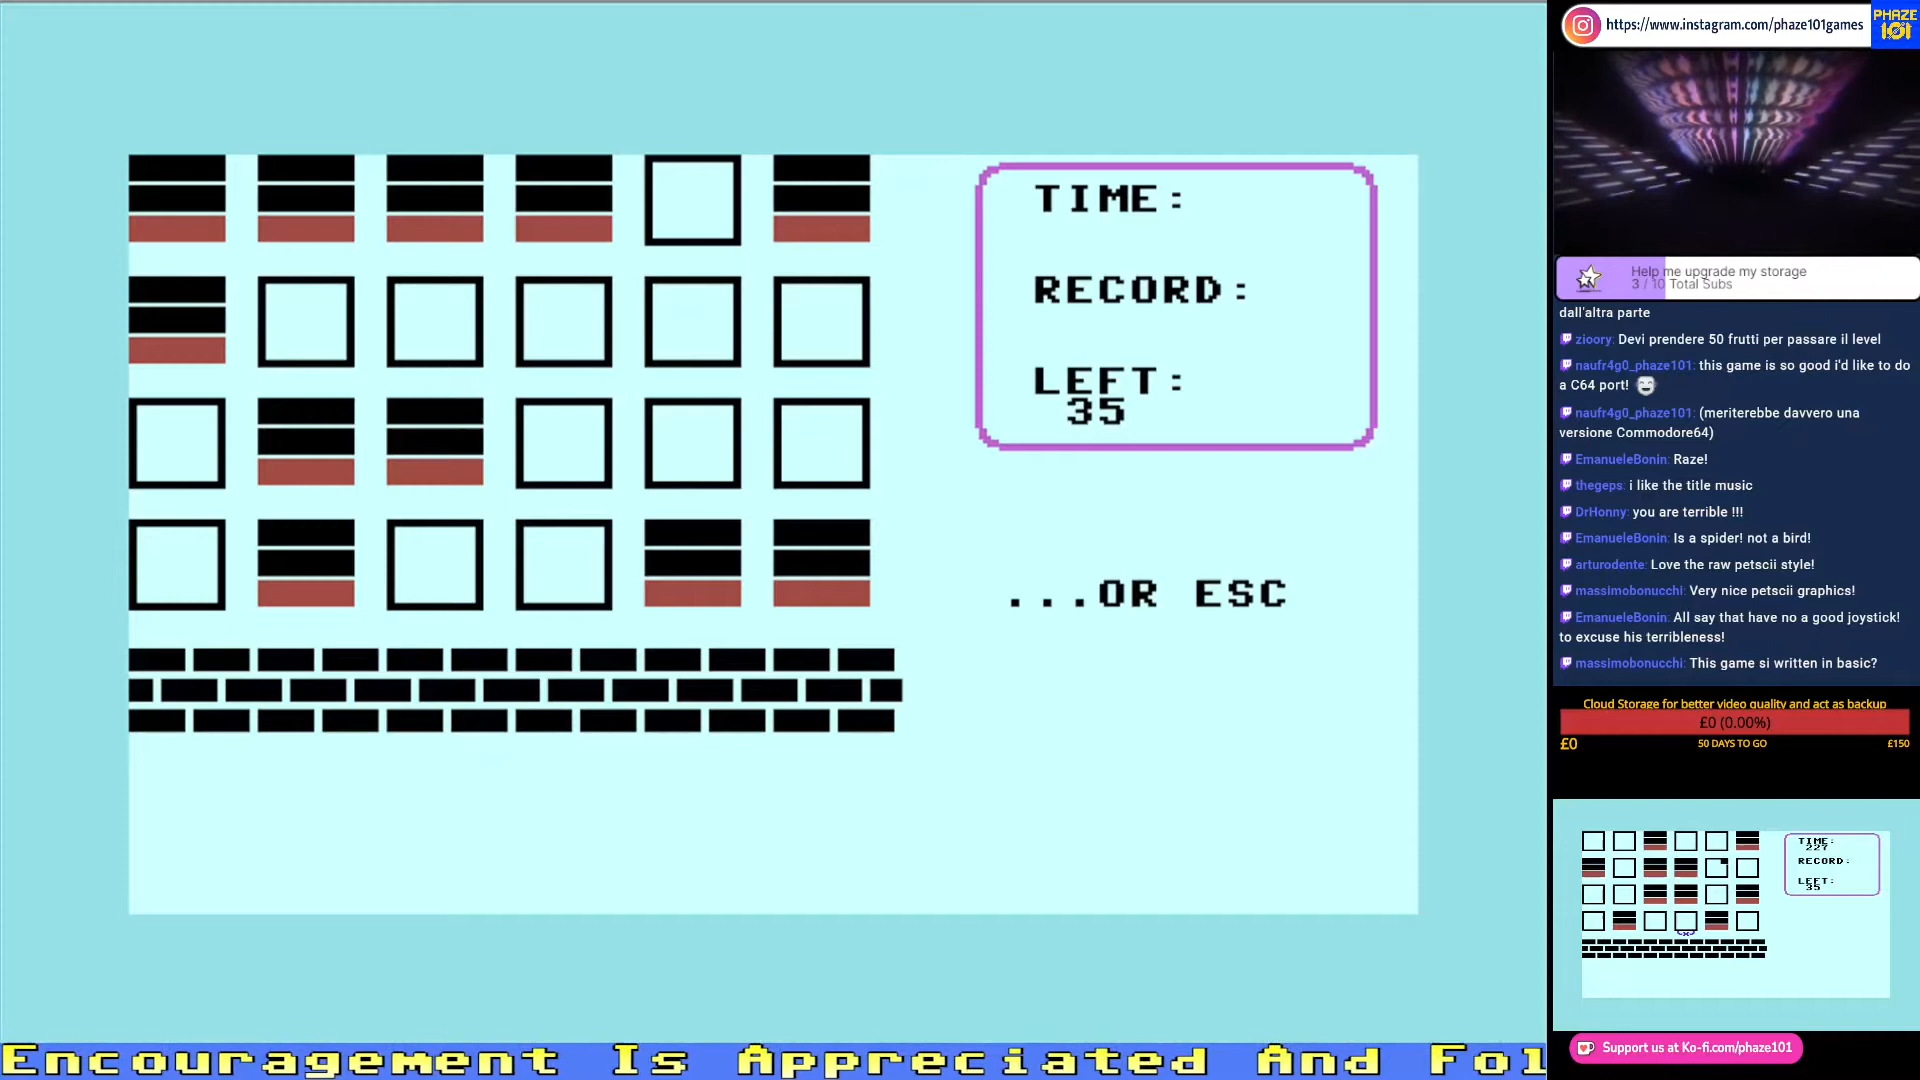 TIME:
RECORD:
LEFT:
35
...OR ESC
Encouragement Is Appreciated And Fol
https://www.instagram.com/phaze101games
PHAZE
101
Help me upgrade my storage
3 / 10 Total Subs
dall'altra parte
zioory: Devi prendere 50 frutti per passare il level
naufr4g0_phaze101: this game is so good i'd like to do
a C64 port!
naufr4g0_phaze101: (meriterebbe davvero una
versione Commodore64)
EmanueleBonin: Raze!
thegeps: i like the title music
DrHonny: you are terrible !!!
EmanueleBonin: Is a spider! not a bird!
arturodente: Love the raw petscii style!
massimobonucchi: Very nice petscii graphics!
EmanueleBonin: All say that have no a good joystick!
to excuse his terribleness!
massimobonucchi: This game si written in basic?
Cloud Storage for better video quality and act as backup
£0 (0.00%)
£0 50 DAYS TO GO £150
TIME:
227
RECORD:
LEFT:
35
Support us at Ko-fi.com/phaze101